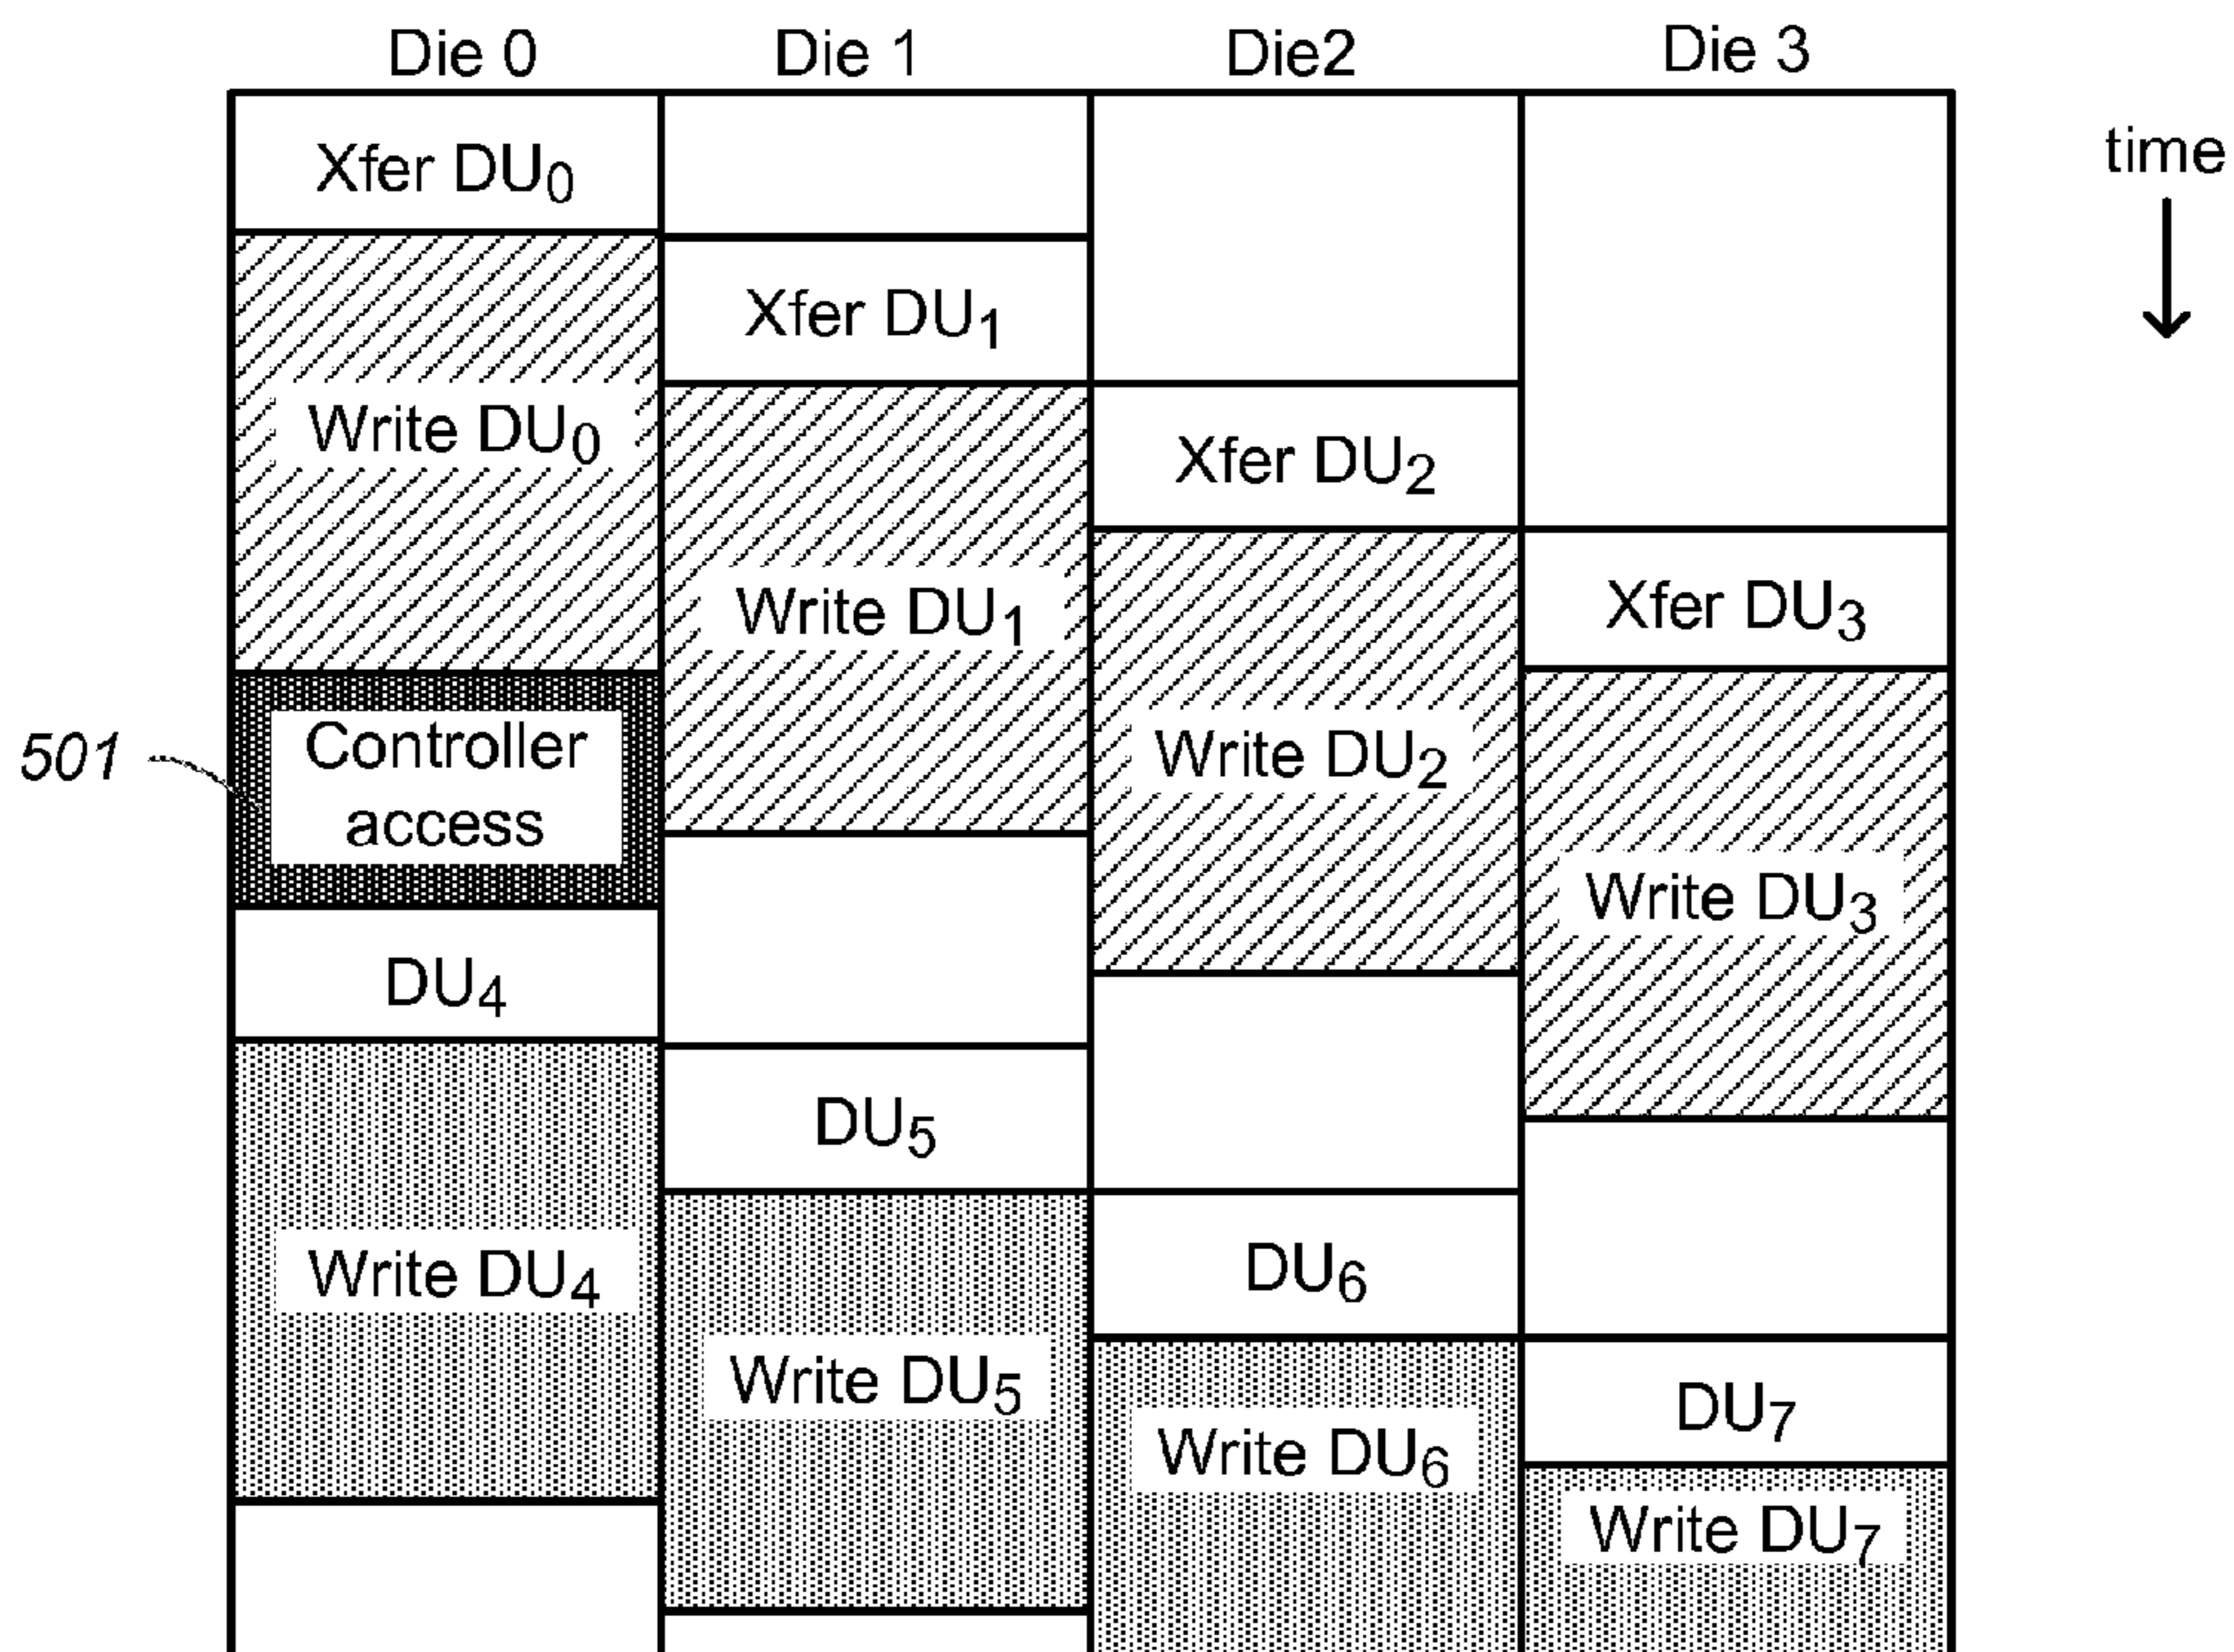 Die 0 Die 1 Die2 Die 3
time
Xfer DU0
Xfer DU1
Write DU0
Xfer DU2
Xfer DU3
Write DU1
501
Controller
access
Write DU2
Write DU3
DU4
DU5
Write DU4
DU6
Write DU5
DU7
Write DU6
Write DU7